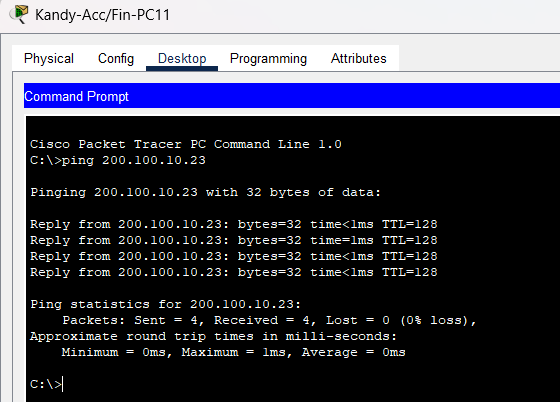 Kandy-Acc/Fin-PC11
Physical Config Desktop Programming Attributes
Command Prompt
Cisco Packet Tracer PC Command Line 1.0
C:\>ping 200.100.10.23
Pinging 200.100.10.23 with 32 bytes of data:
Reply from 200.100.10.23: bytes=32 time<1ms TTL=128
Reply from 200.100.10.23: bytes=32 time=1ms TTL=128
Reply from 200.100.10.23: bytes=32 time<1ms TTL=128
Reply from 200.100.10.23: bytes=32 time<1ms TTL=128
Ping statistics for 200.100.10.23:
Packets: Sent = 4, Received = 4, Lost = 0 (0% loss),
Approximate round trip times in milli-seconds:
Minimum = 0ms, Maximum = 1ms, Average = 0ms
C:\>